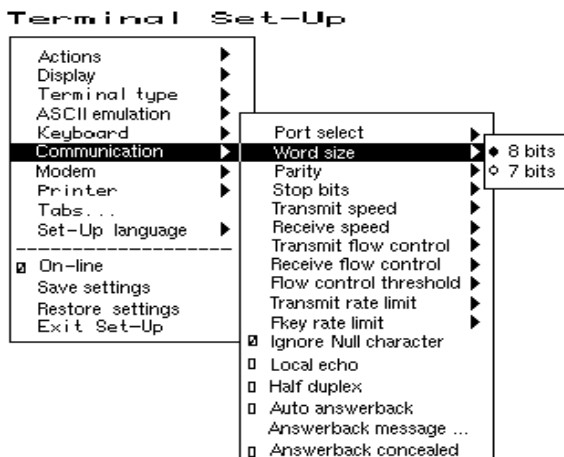 Terminal Set-Up
Actions
Display
Terminal type
ASCII emulation
Keyboard
Communication
Modem
Printer
Tabs...
Set-Up language
On-line
Save settings
Restore settings
Exit Set-Up
Port select
Word size
Parity
Stop bits
Transmit speed
Receive speed
Transmit flow control
Receive flow control
Flow control threshold
Transmit rate limit
Fkey rate limit
Ignore Null character
Local echo
Half duplex
Auto answerback
Answerback message ...
Answerback concealed
8 bits
7 bits